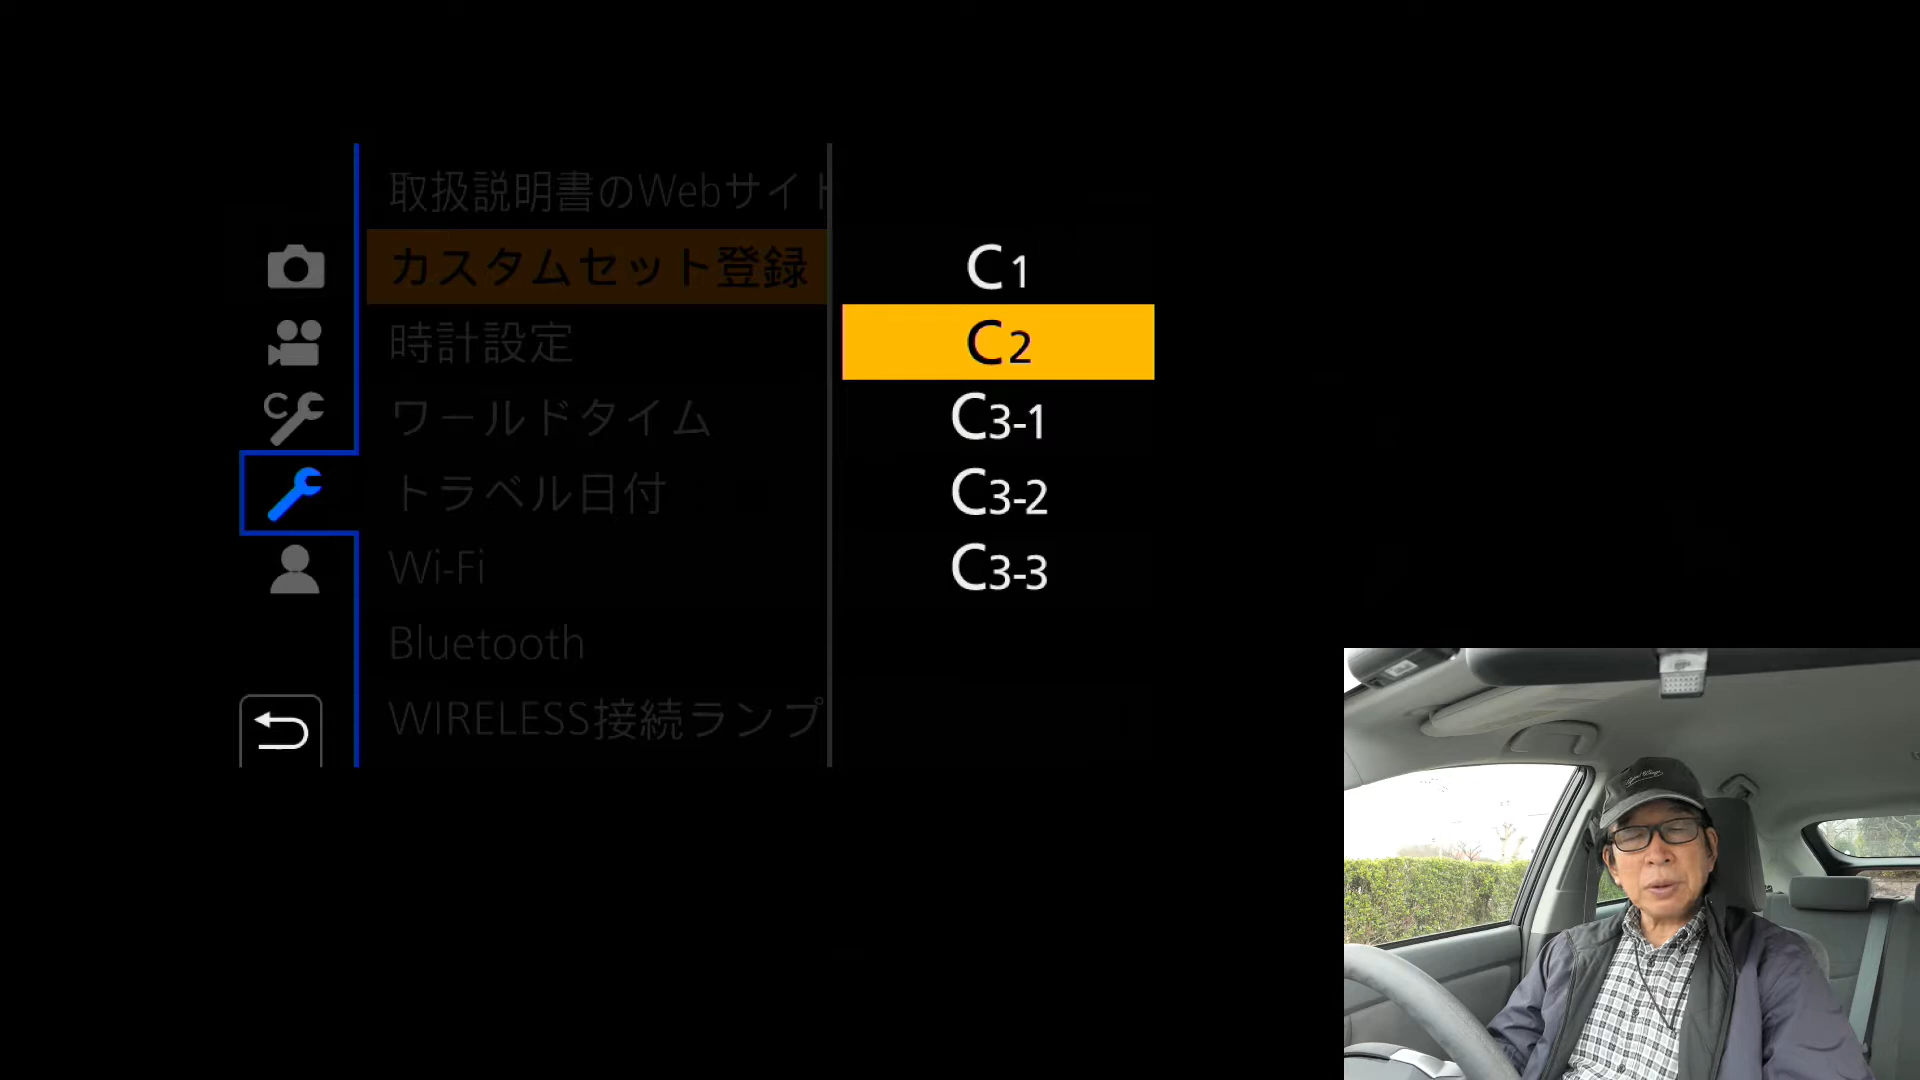 取扱説明書のWebサイト
カスタムセット登録
時計設定
ワールドタイム
トラベル日付
Wi-Fi
Bluetooth
WIRELESS接続ランプ
C1
C2
C3-1
C3-2
C3-3
C